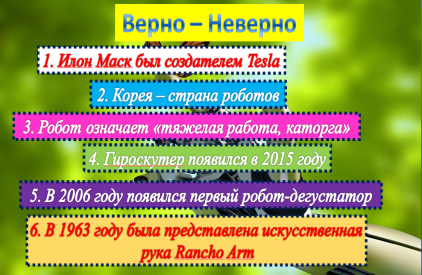 Верно – Неверно
1. Илон Маск был создателем Tesla
2. Корея – страна роботов
3. Робот означает «тяжелая работа, каторга»
4. Гироскутер появился в 2015 году
5. В 2006 году появился первый робот-дегустатор
6. В 1963 году была представлена искусственная
рука Rancho Arm